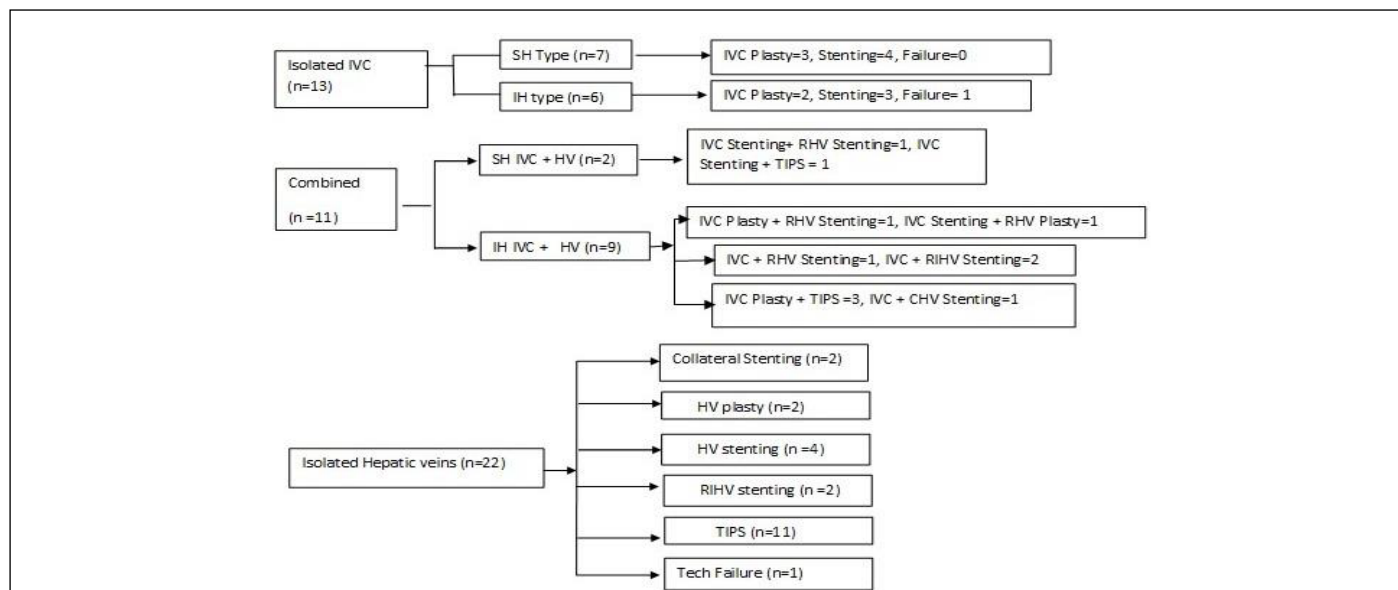 Isolated IVC
(n=13)
SH Type (n=7)
IVC Plasty=3, Stenting=4, Failure=0
IH type (n=6)
IVC Plasty=2, Stenting=3, Failure= 1
Combined
(n =11)
SH IVC + HV (n=2)
IVC Stenting+ RHV Stenting=1, IVC
Stenting + TIPS = 1
IH IVC + HV (n=9)
IVC Plasty + RHV Stenting=1, IVC Stenting + RHV Plasty=1
IVC + RHV Stenting=1, IVC + RIHV Stenting=2
IVC Plasty + TIPS =3, IVC + CHV Stenting=1
Isolated Hepatic veins (n=22)
Collateral Stenting (n=2)
HV plasty (n=2)
HV stenting (n =4)
RIHV stenting (n =2)
TIPS (n=11)
Tech Failure (n=1)